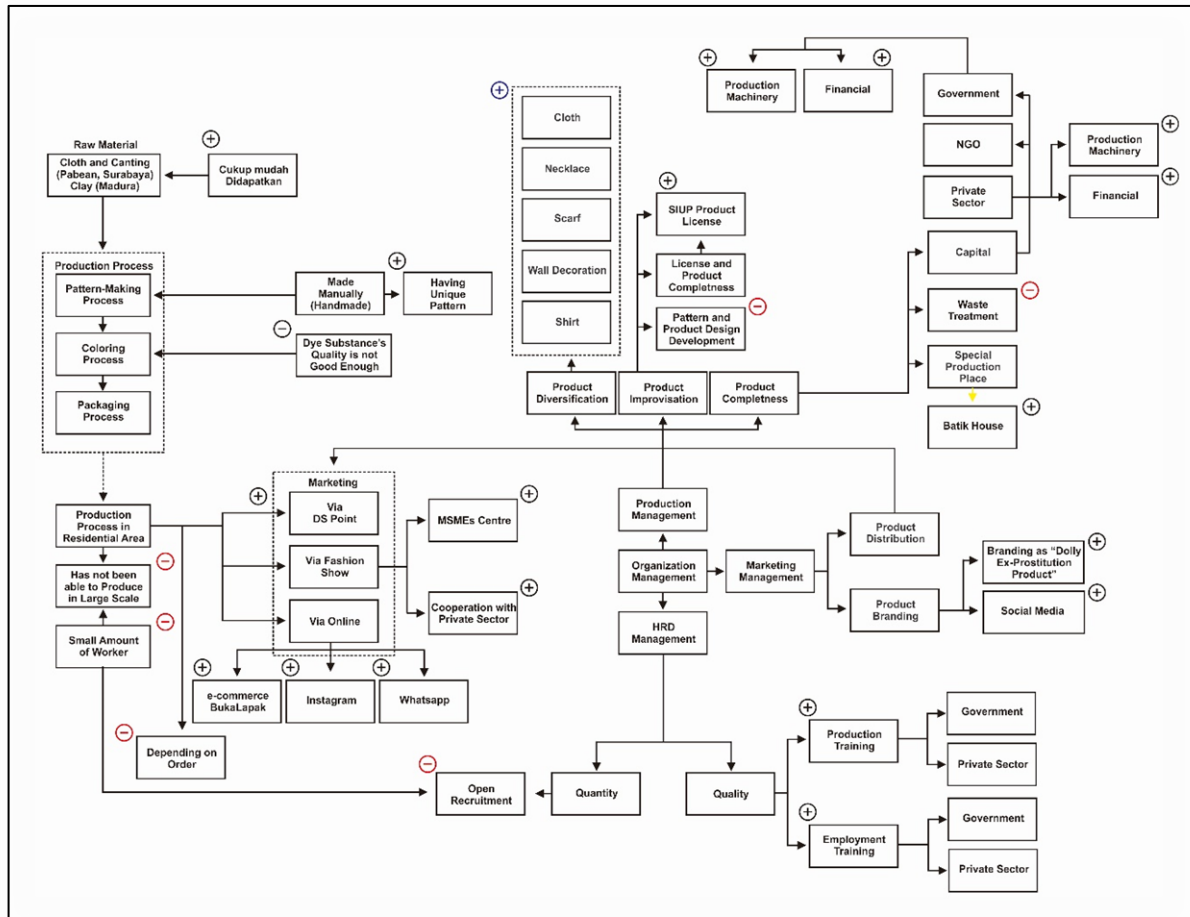 Raw Material
Cloth and Canting
(Pabean, Surabaya)
Clay (Madura)
Cukup mudah
Didapatkan
Production Process
Pattern-Making
Process
Coloring
Process
Packaging
Process
Made
Manually
(Handmade)
Having
Unique
Pattern
Dye Substance's
Quality is not
Good Enough
Production
Process in
Residential Area
Has not been
able to Produce
in Large Scale
Small Amount
of Worker
Depending on
Order
Marketing
Via
DS Point
Via Fashion
Show
Via Online
MSMEs Centre
Cooperation with
Private Sector
e-commerce
BukaLapak
Instagram
Whatsapp
Cloth
Necklace
Scarf
Wall Decoration
Shirt
Product
Diversification
Product
Improvisation
Product
Completness
SIUP Product
License
License and
Product
Completness
Pattern and
Product Design
Development
Production
Machinery
Financial
Government
NGO
Private
Sector
Production
Machinery
Financial
Capital
Waste
Treatment
Special
Production
Place
Batik House
Production
Management
Organization
Management
HRD
Management
Marketing
Management
Product
Distribution
Product
Branding
Branding as "Dolly
Ex-Prostitution
Product"
Social Media
Open
Recruitment
Quantity
Quality
Production
Training
Government
Private Sector
Employment
Training
Government
Private Sector